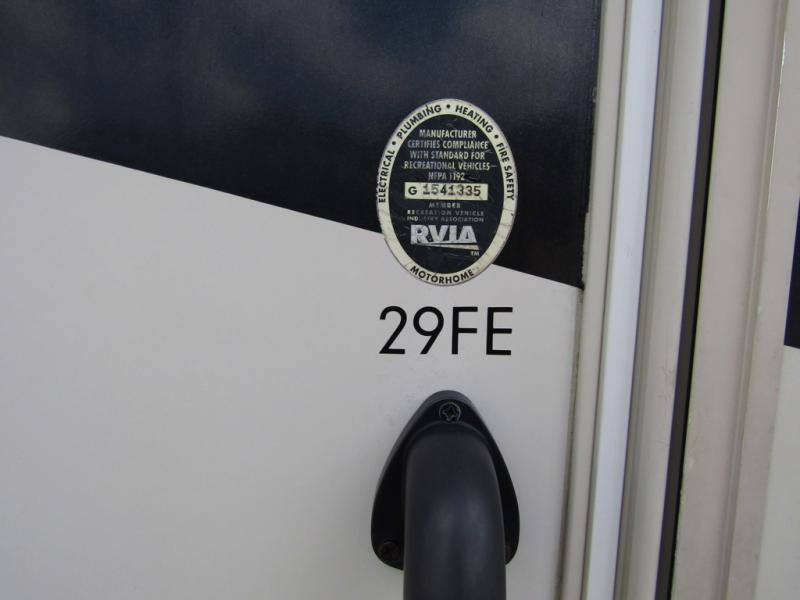 ELECTRICAL • PLUMBING • HEATING • FIRE SAFETY
MANUFACTURER
CERTIFIES COMPLIANCE
WITH STANDARD FOR
RECREATIONAL VEHICLES—
NFPA 1192
G 1541335
MEMBER
RECREATION VEHICLE
INDUSTRY ASSOCIATION
RVIA
TM
MOTORHOME
29FE